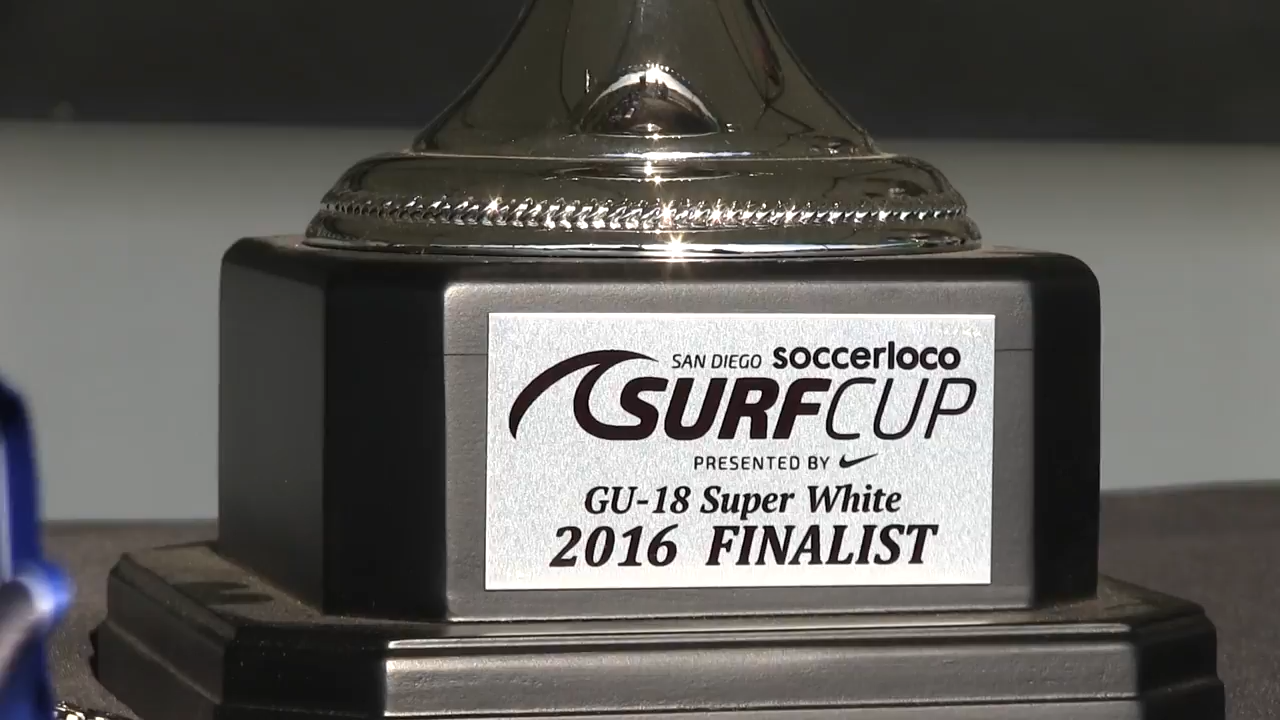 SAN DIEGO soccerloco
SURFCUP
PRESENTED BY
GU-18 Super White
2016 FINALIST